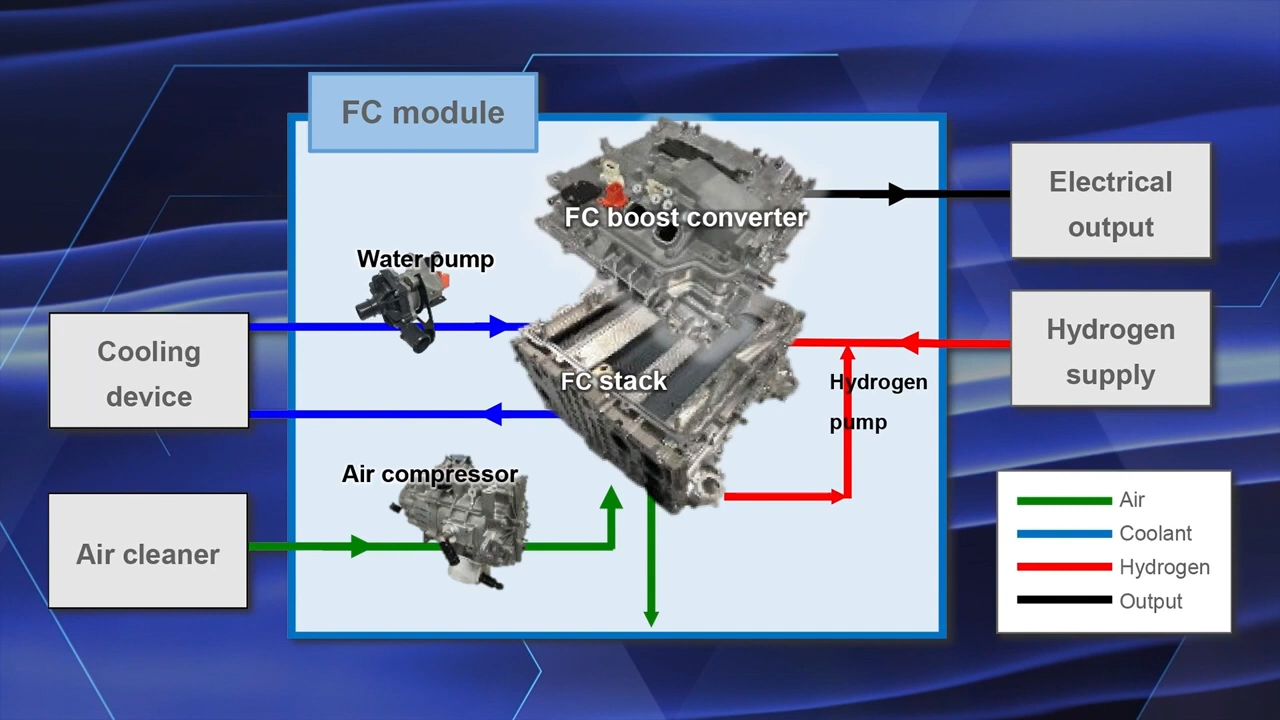 FC module
FC boost converter
Electrical
output
Water pump
Hydrogen
supply
Cooling
device
FC stack
Hydrogen
pump
Air compressor
Air cleaner
Air
Coolant
Hydrogen
Output